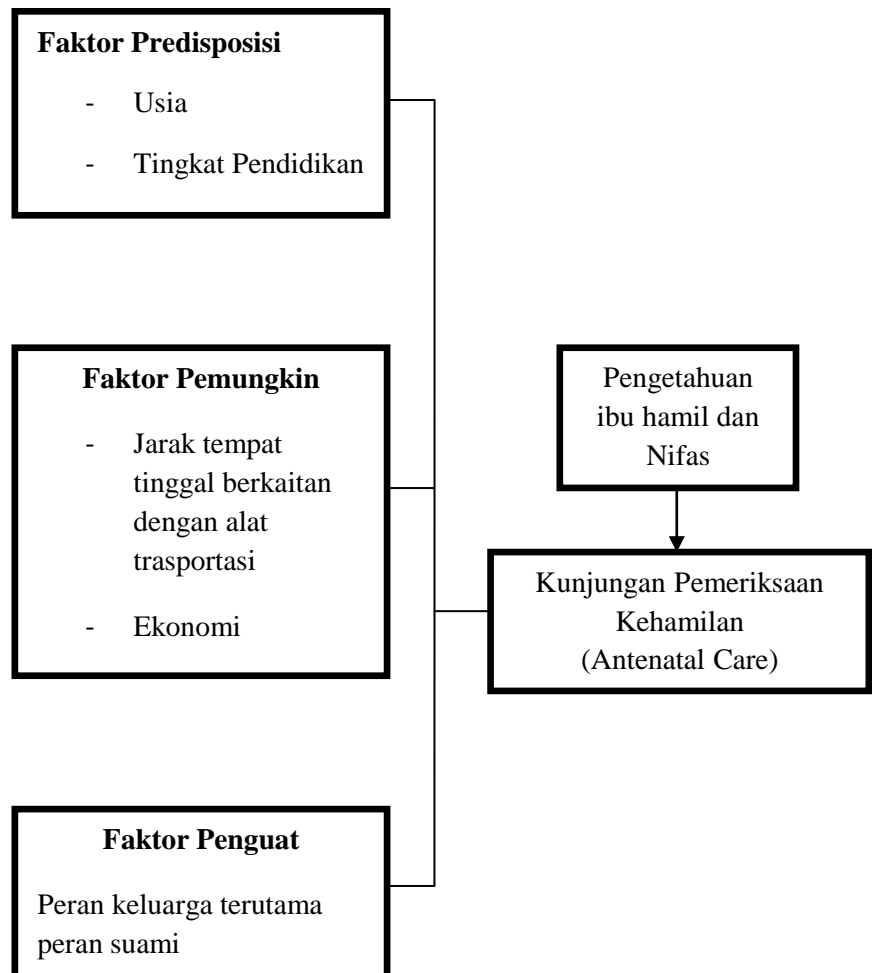 Faktor Predisposisi
- Usia
- Tingkat Pendidikan
Faktor Pemungkin
- Jarak tempat
tinggal berkaitan
dengan alat
trasportasi
- Ekonomi
Pengetahuan
ibu hamil dan
Nifas
Kunjungan Pemeriksaan
Kehamilan
(Antenatal Care)
Faktor Penguat
Peran keluarga terutama
peran suami